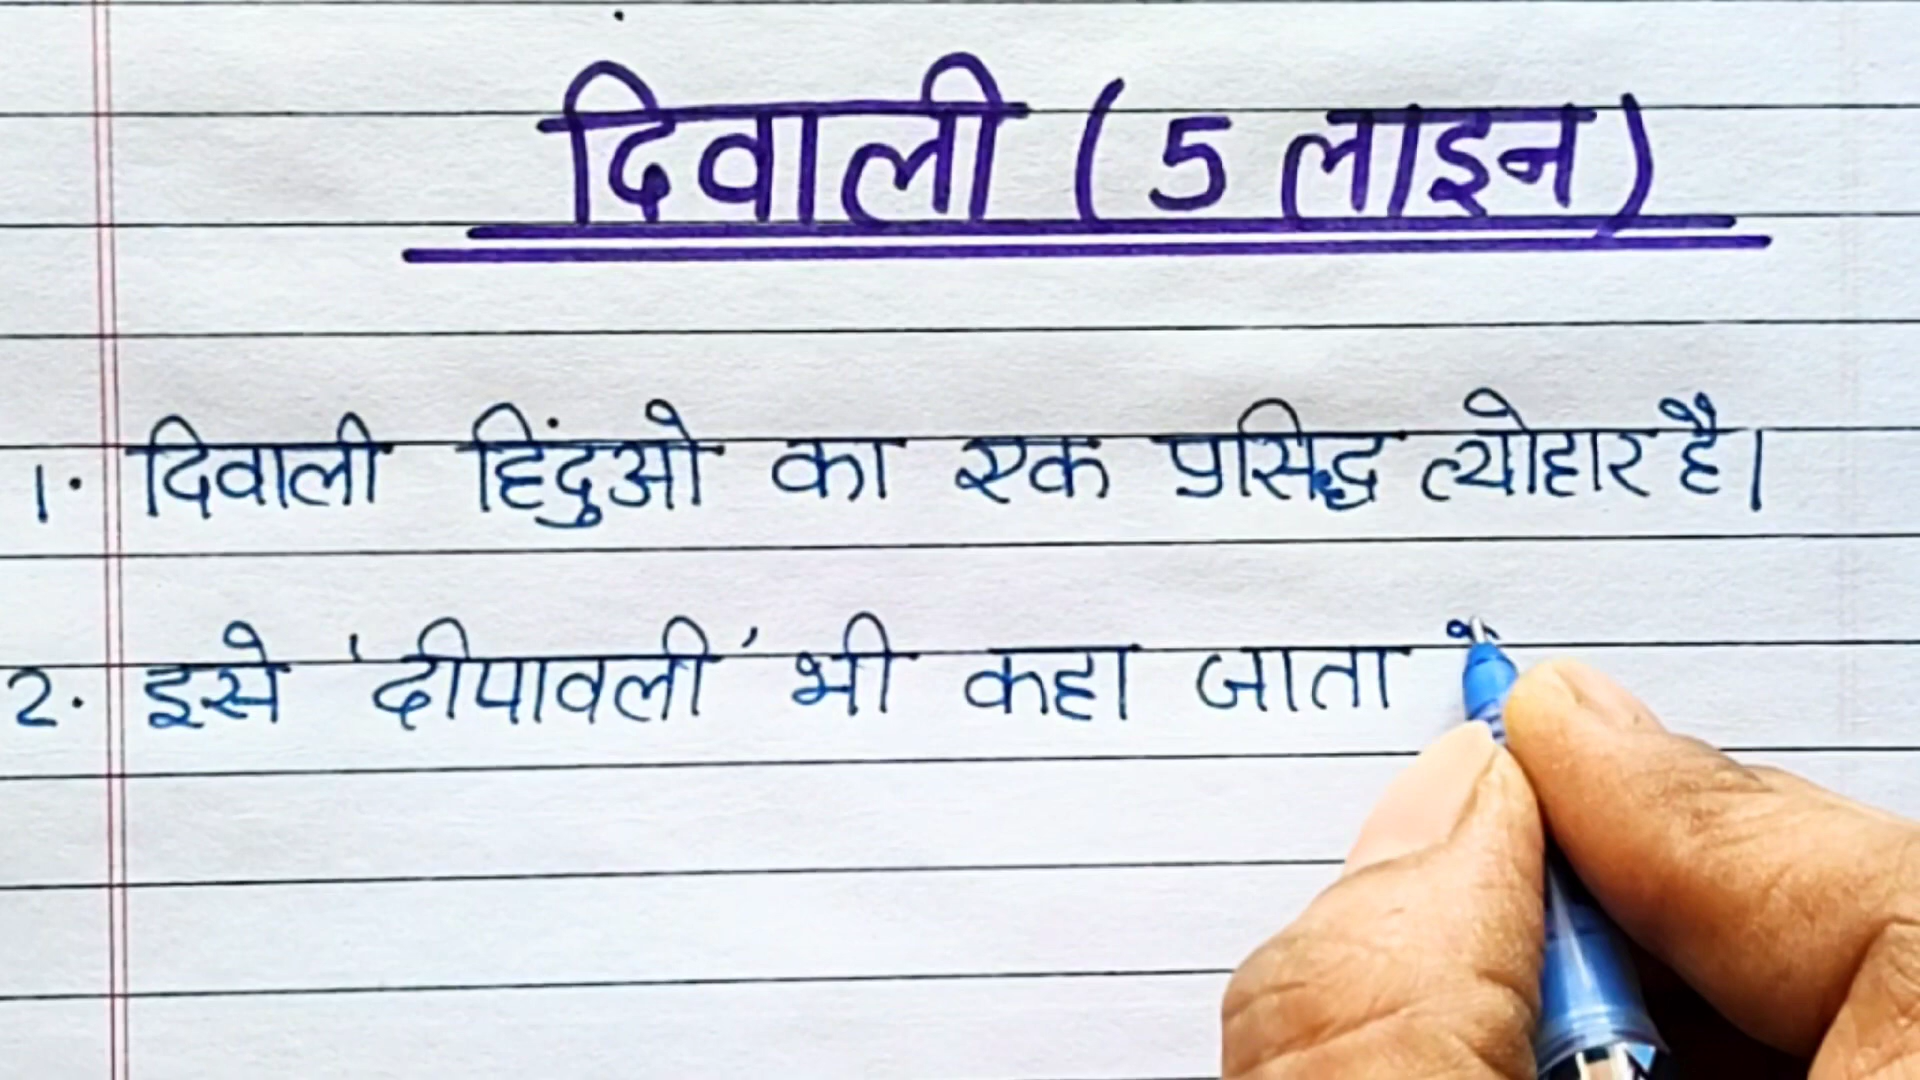 दिवाली ( 5 लाइन )
1. दिवाली हिंदुओ का एक प्रसिद्ध त्योहार है।
2. इसे 'दीपावली' भी कहा जाता